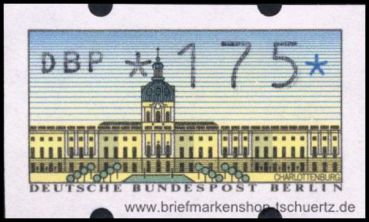 DBP *175*
CHARLOTTENBURG
DEUTSCHE BUNDESPOST BERLIN
www.briefmarkenshop-tschuertz.de